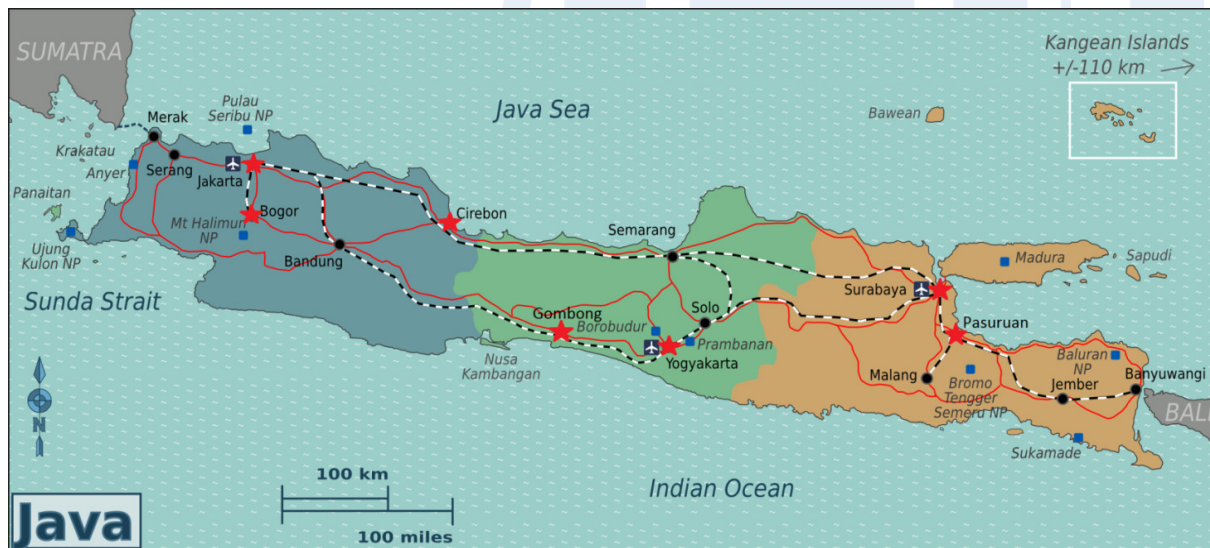 SUMATRA
Kangean Islands
+/-110 km
Java Sea
Bawean
Pulau
Seribu NP
Merak
Krakatau
Anyer
Serang
Jakarta
Panaitan
Bogor
Mt Halimun
NP
Cirebon
Ujung
Kulon NP
Bandung
Semarang
Madura
Sapudi
Sunda Strait
Surabaya
Gombong
Borobudur
Solo
Prambanan
Yogyakarta
Pasuruan
Nusa
Kambangan
Malang
Bromo
Tengger
Semeru NP
Baluran
NP
Banyuwangi
Jember
BALI
Sukamade
N
100 km
100 miles
Indian Ocean
Java